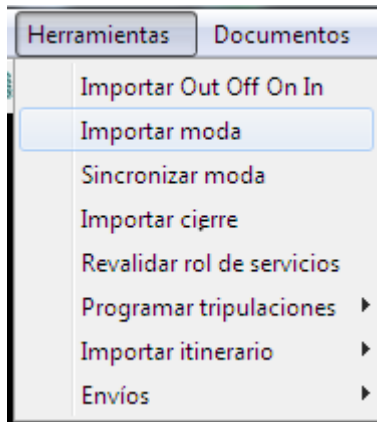 Herramientas Documentos
Importar Out Off On In
Importar moda
Sincronizar moda
Importar cierre
Revalidar rol de servicios
Programar tripulaciones
Importar itinerario
Envíos